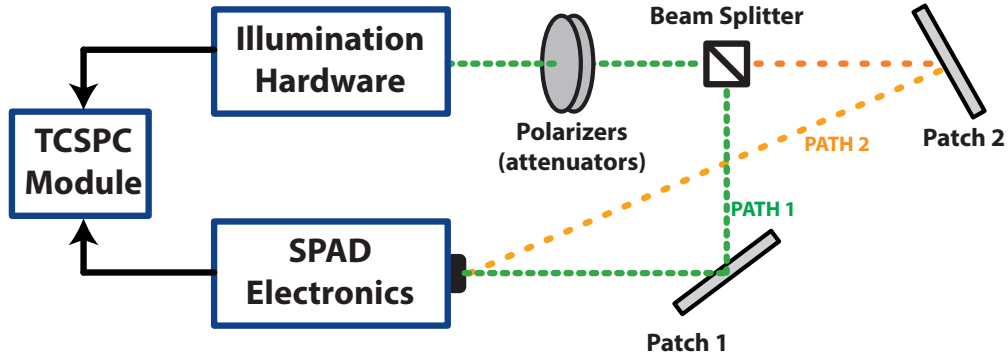 Illumination
Hardware
Beam Splitter
TCSPC
Module
Polarizers
(attenuators)
Patch 2
PATH 2
PATH 1
SPAD
Electronics
Patch 1